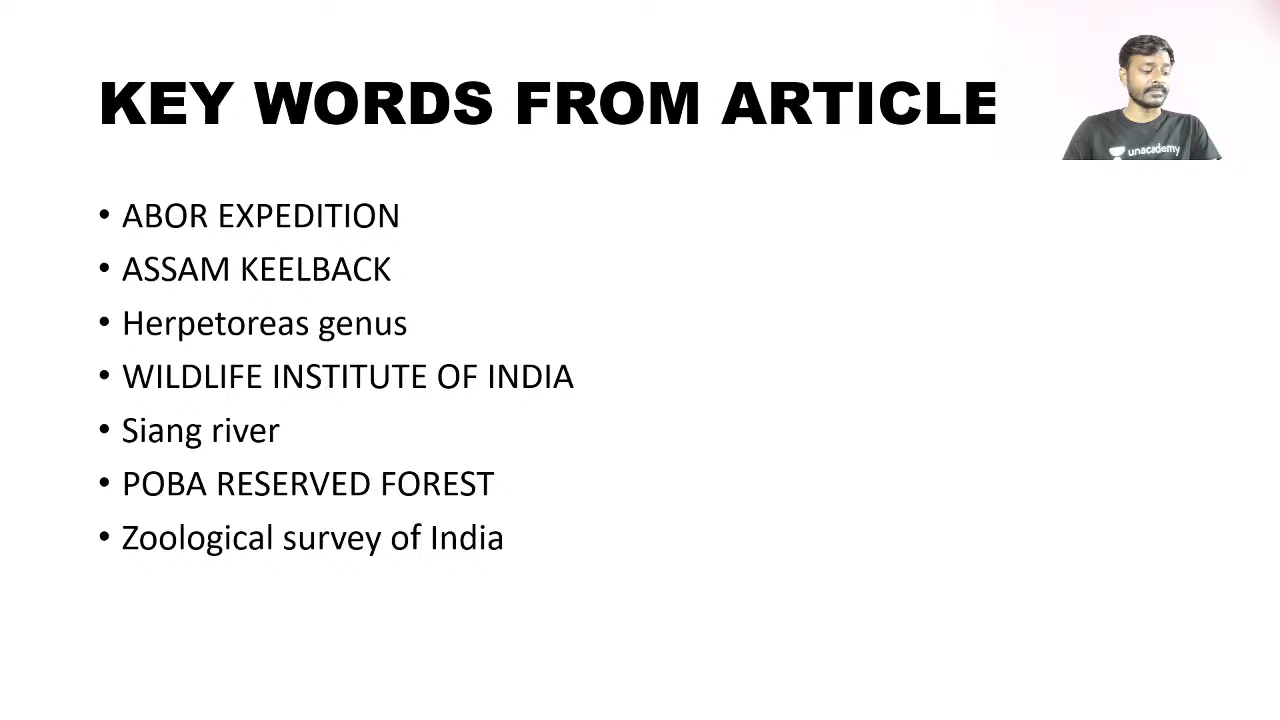 KEY WORDS FROM ARTICLE
unacademy
• ABOR EXPEDITION
• ASSAM KEELBACK
• Herpetoreas genus
• WILDLIFE INSTITUTE OF INDIA
• Siang river
• POBA RESERVED FOREST
• Zoological survey of India